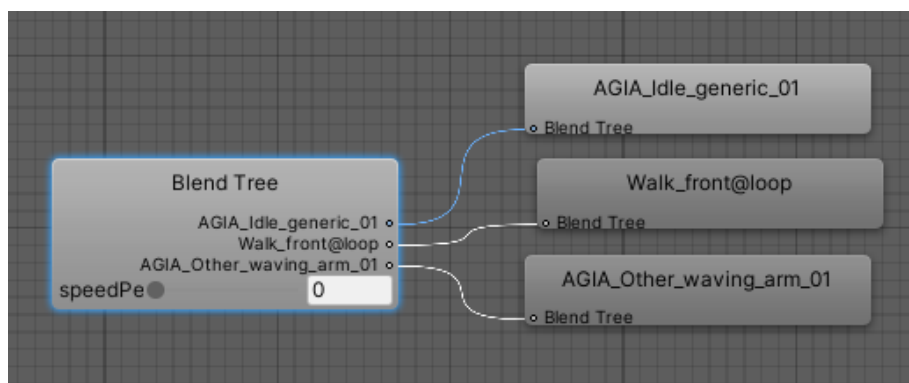 Blend Tree
AGIA_Idle_generic_01
Walk_front@loop
AGIA_Other_waving_arm_01
speedPe
0
AGIA_Idle_generic_01
Blend Tree
Walk_front@loop
Blend Tree
AGIA_Other_waving_arm_01
Blend Tree